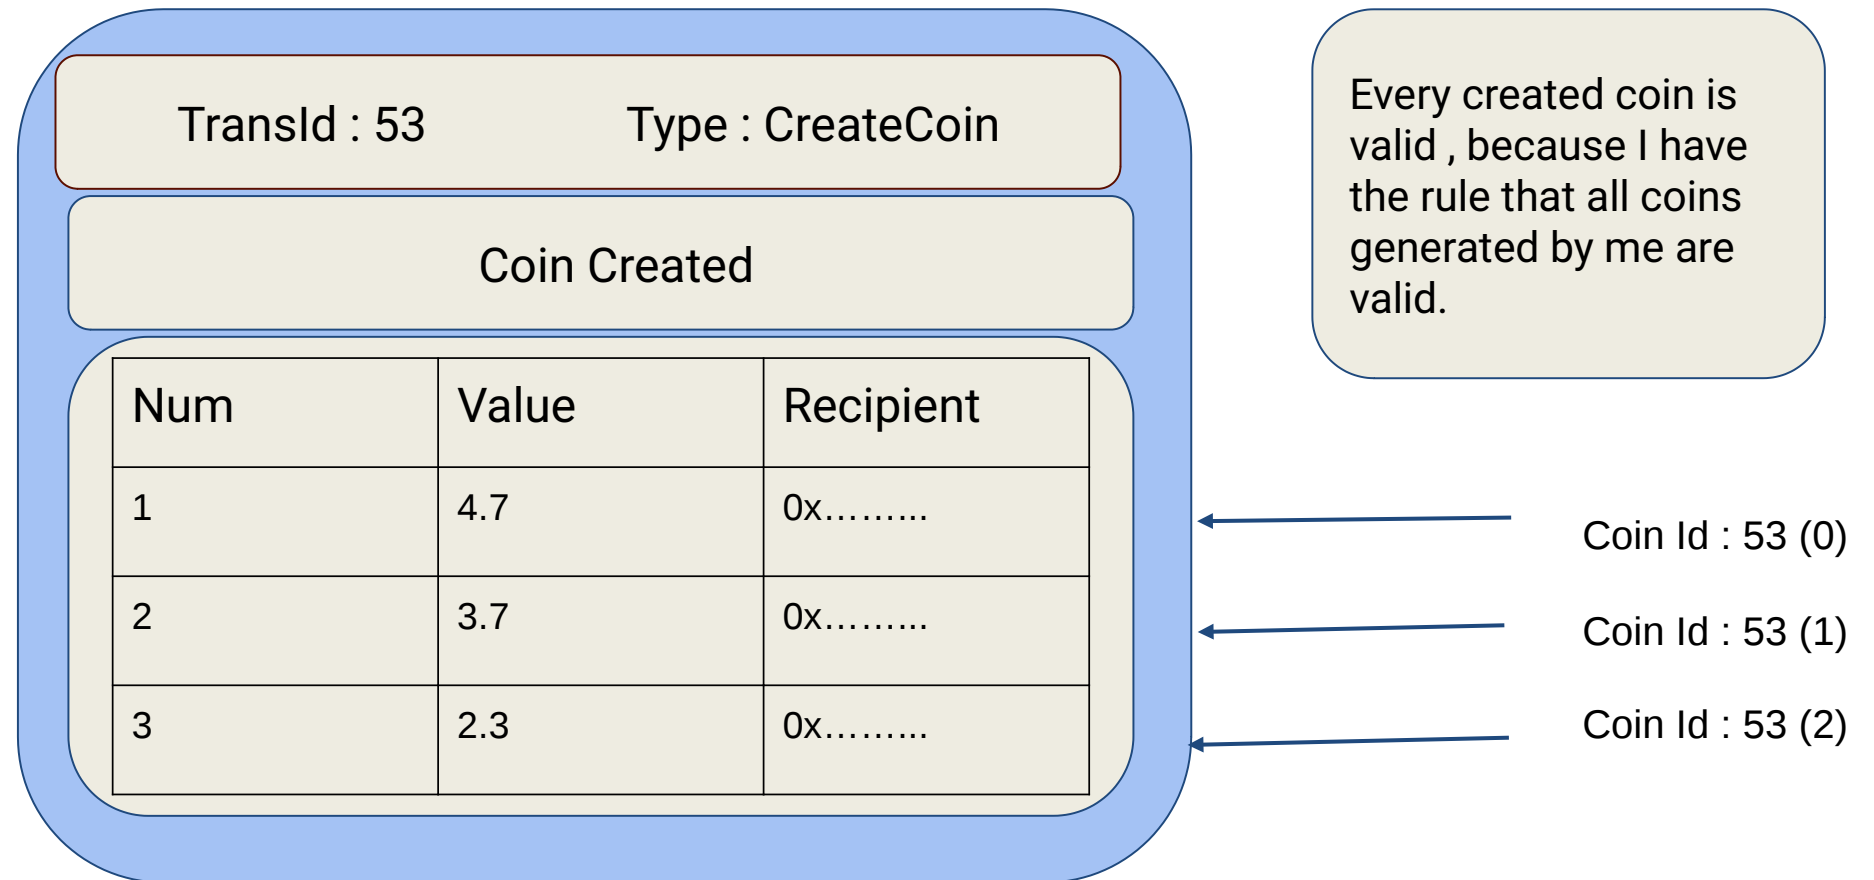 TransId : 53 Type : CreateCoin
Coin Created
Num Value Recipient
1 4.7 0x……...
2 3.7 0x……...
3 2.3 0x……...
Every created coin is
valid , because I have
the rule that all coins
generated by me are
valid.
Coin Id : 53 (0)
Coin Id : 53 (1)
Coin Id : 53 (2)